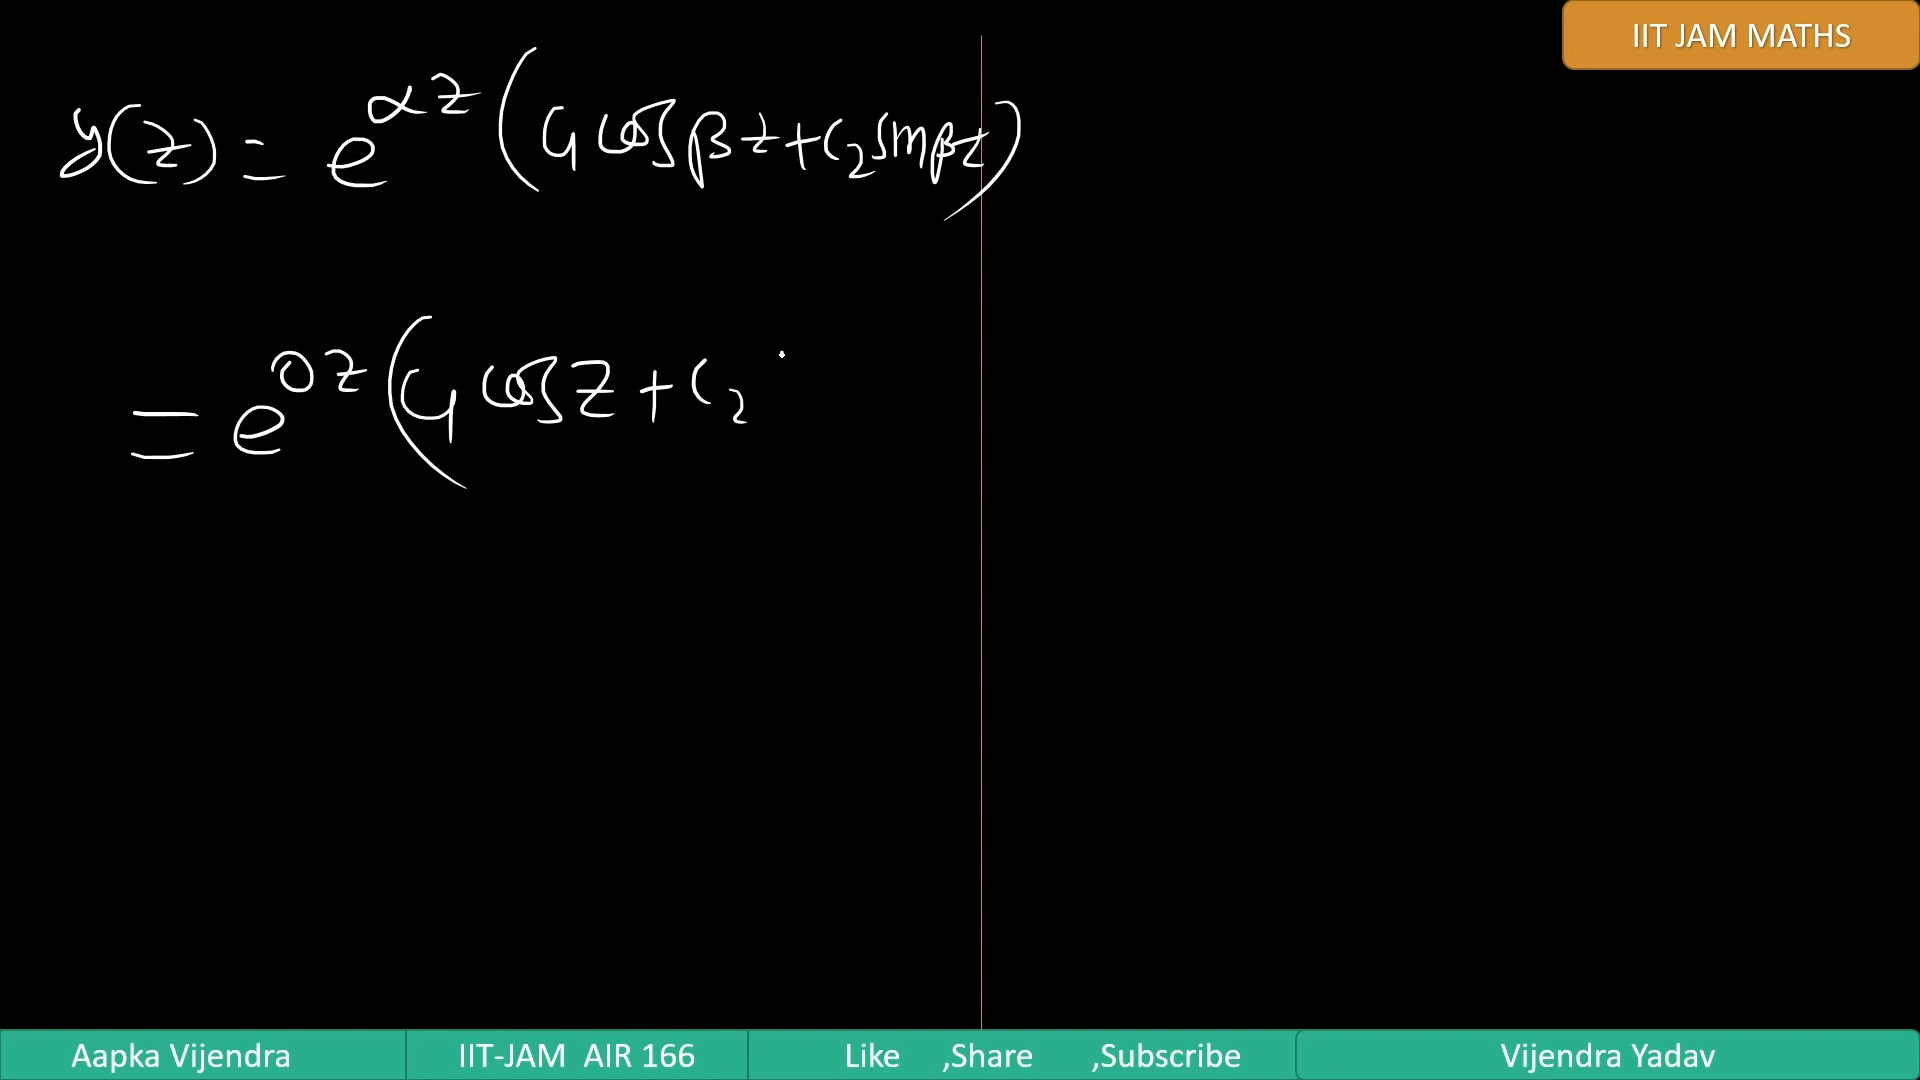 IIT JAM MATHS
y(z) = e^{αz} (C₁ cos βz + C₂ sin βz)
= e^{0z} (C₁ cos z + C₂
Aapka Vijendra IIT-JAM AIR 166 Like ,Share ,Subscribe Vijendra Yadav